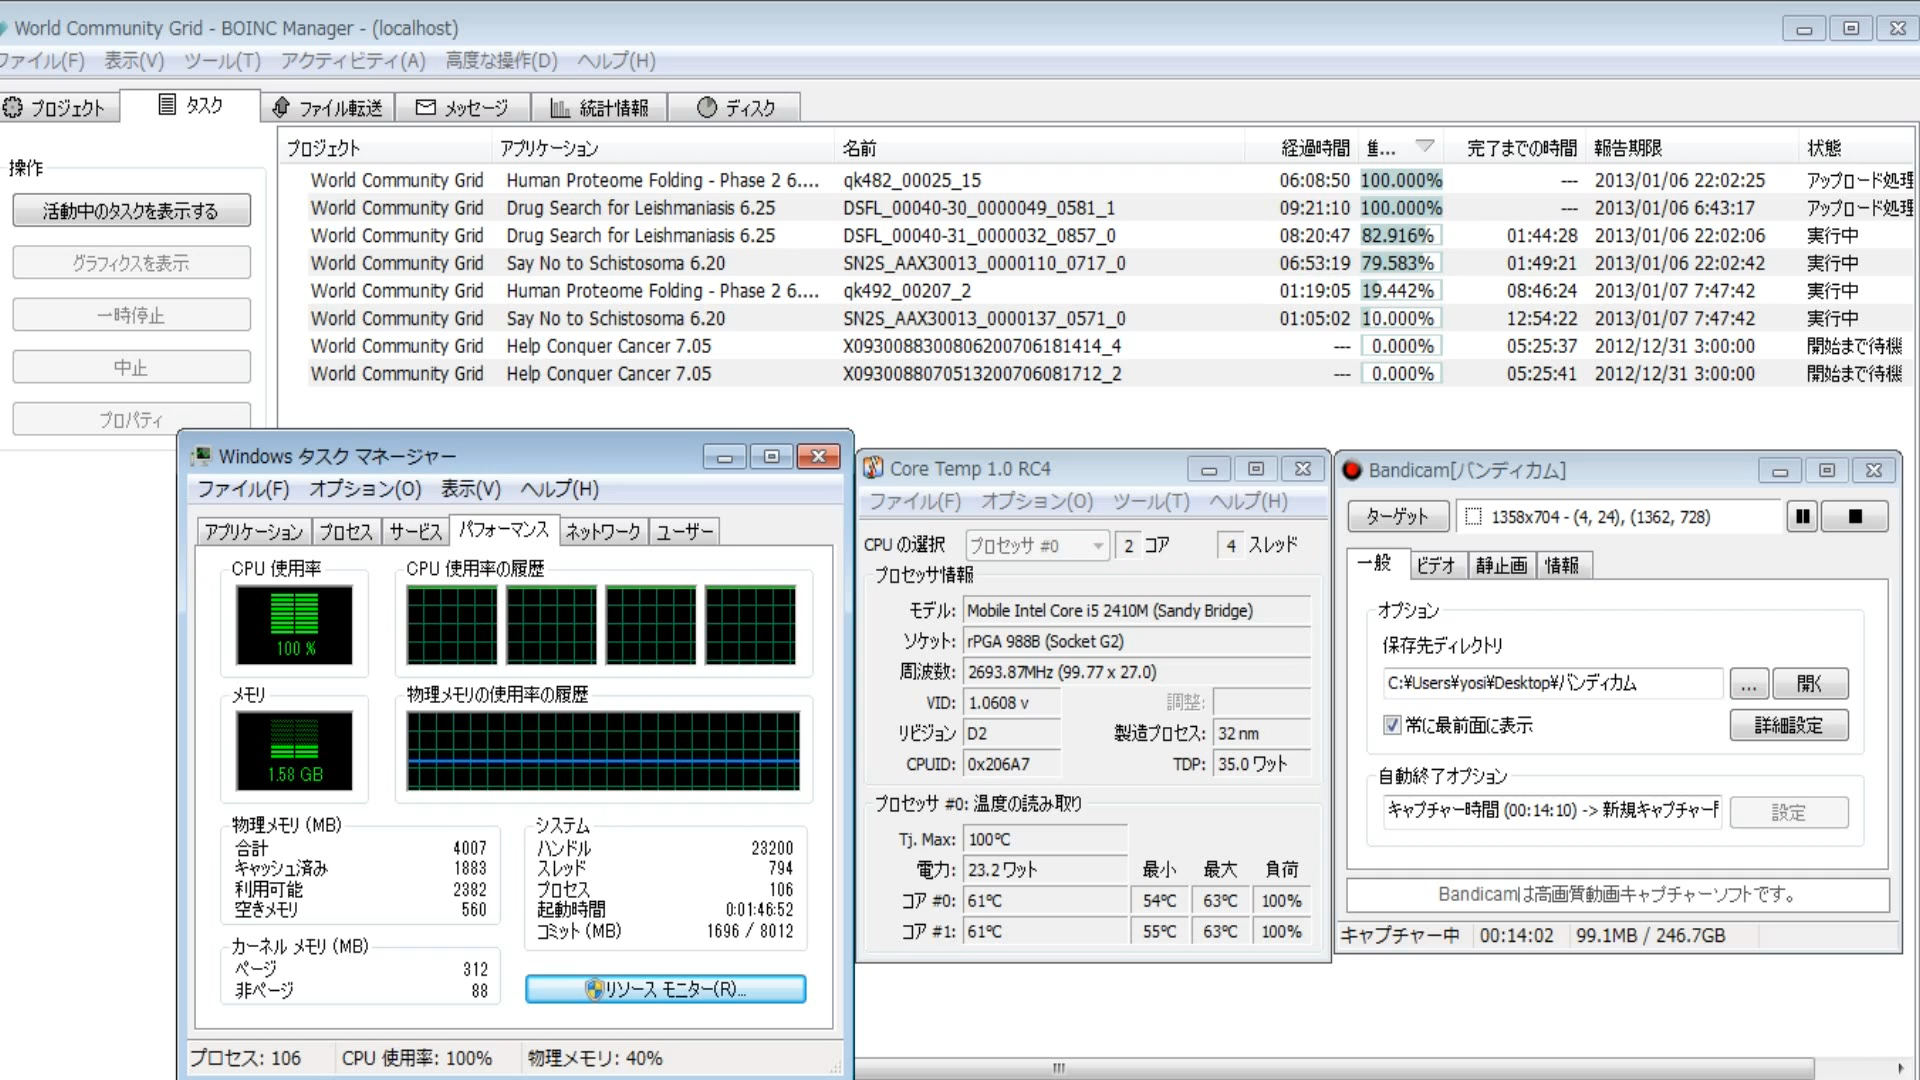 World Community Grid - BOINC Manager - (localhost)
ファイル(F) 表示(V) ツール(T) アクティビティ(A) 高度な操作(D) ヘルプ(H)
プロジェクト タスク ファイル転送 メッセージ 統計情報 ディスク
操作
活動中のタスクを表示する
グラフィクスを表示
一時停止
中止
プロパティ
プロジェクト アプリケーション 名前 経過時間 進... 完了までの時間 報告期限 状態
World Community Grid Human Proteome Folding - Phase 2 6.... qk482_00025_15 06:08:50 100.000% --- 2013/01/06 22:02:25 アップロード処理
World Community Grid Drug Search for Leishmaniasis 6.25 DSFL_00040-30_0000049_0581_1 09:21:10 100.000% --- 2013/01/06 6:43:17 アップロード処理
World Community Grid Drug Search for Leishmaniasis 6.25 DSFL_00040-31_0000032_0857_0 08:20:47 82.916% 01:44:28 2013/01/06 22:02:06 実行中
World Community Grid Say No to Schistosoma 6.20 SN2S_AAX30013_0000110_0717_0 06:53:19 79.583% 01:49:21 2013/01/06 22:02:42 実行中
World Community Grid Human Proteome Folding - Phase 2 6.... qk492_00207_2 01:19:05 19.442% 08:46:24 2013/01/07 7:47:42 実行中
World Community Grid Say No to Schistosoma 6.20 SN2S_AAX30013_0000137_0571_0 01:05:02 10.000% 12:54:22 2013/01/07 7:47:42 実行中
World Community Grid Help Conquer Cancer 7.05 X0930088300806200706181414_4 --- 0.000% 05:25:37 2012/12/31 3:00:00 開始まで待機
World Community Grid Help Conquer Cancer 7.05 X0930088070513200706081712_2 --- 0.000% 05:25:41 2012/12/31 3:00:00 開始まで待機
Windows タスク マネージャー
ファイル(F) オプション(O) 表示(V) ヘルプ(H)
アプリケーション プロセス サービス パフォーマンス ネットワーク ユーザー
CPU 使用率 CPU 使用率の履歴
100 %
メモリ 物理メモリの使用率の履歴
1.58 GB
物理メモリ (MB)
合計 4007
キャッシュ済み 1883
利用可能 2382
空きメモリ 560
カーネル メモリ (MB)
ページ 312
非ページ 88
システム
ハンドル 23200
スレッド 794
プロセス 106
起動時間 0:01:46:52
コミット (MB) 1696 / 8012
リソース モニター(R)...
プロセス: 106 CPU 使用率: 100% 物理メモリ: 40%
Core Temp 1.0 RC4
ファイル(F) オプション(O) ツール(T) ヘルプ(H)
CPU の選択 プロセッサ #0 2 コア 4 スレッド
プロセッサ情報
モデル: Mobile Intel Core i5 2410M (Sandy Bridge)
ソケット: rPGA 988B (Socket G2)
周波数: 2693.87MHz (99.77 x 27.0)
VID: 1.0608 v 調整:
リビジョン D2 製造プロセス: 32 nm
CPUID: 0x206A7 TDP: 35.0 ワット
プロセッサ #0: 温度の読み取り
Tj. Max: 100℃
電力: 23.2 ワット 最小 最大 負荷
コア #0: 61℃ 54℃ 63℃ 100%
コア #1: 61℃ 55℃ 63℃ 100%
Bandicam[バンディカム]
ターゲット 1358x704 - (4, 24), (1362, 728)
一般 ビデオ 静止画 情報
オプション
保存先ディレクトリ
C:¥Users¥yosi¥Desktop¥バンディカム ... 開く
常に最前面に表示 詳細設定
自動終了オプション
キャプチャー時間 (00:14:10) -> 新規キャプチャー 設定
Bandicamは高画質動画キャプチャーソフトです。
キャプチャー中 00:14:02 99.1MB / 246.7GB